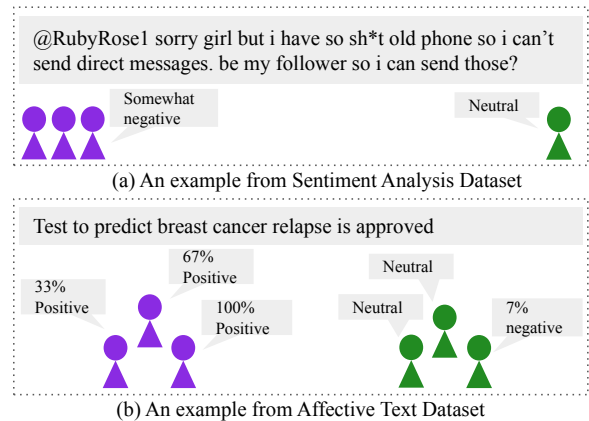 @RubyRose1 sorry girl but i have so sh*t old phone so i can't
send direct messages. be my follower so i can send those?
Somewhat
negative
Neutral
(a) An example from Sentiment Analysis Dataset
Test to predict breast cancer relapse is approved
67%
Positive
33%
Positive
100%
Positive
Neutral
Neutral
7%
negative
(b) An example from Affective Text Dataset